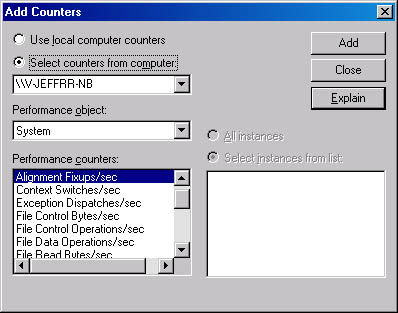 Add Counters
Use local computer counters
Select counters from computer:
\\W-JEFFRR-NB
Performance object:
System
Performance counters:
Alignment Fixups/sec
Context Switches/sec
Exception Dispatches/sec
File Control Bytes/sec
File Control Operations/sec
File Data Operations/sec
File Read Bytes/sec
All instances
Select instances from list:
Add
Close
Explain